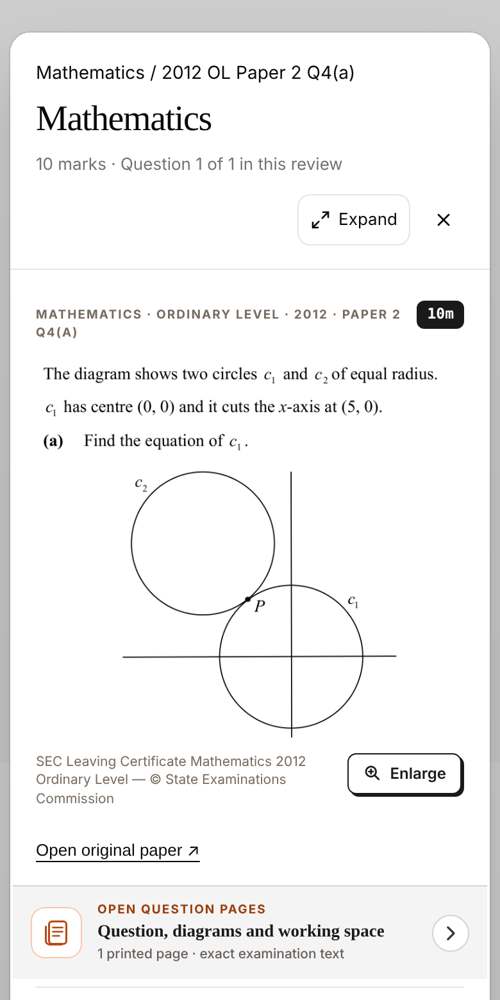 Mathematics / 2012 OL Paper 2 Q4(a)
Mathematics
10 marks · Question 1 of 1 in this review
Expand
MATHEMATICS · ORDINARY LEVEL · 2012 · PAPER 2
Q4(A)
10m
The diagram shows two circles c₁ and c₂ of equal radius.
c₁ has centre (0, 0) and it cuts the x-axis at (5, 0).
(a) Find the equation of c₁.
c₂
P
c₁
SEC Leaving Certificate Mathematics 2012
Ordinary Level — © State Examinations
Commission
Enlarge
Open original paper ↗
OPEN QUESTION PAGES
Question, diagrams and working space
1 printed page · exact examination text